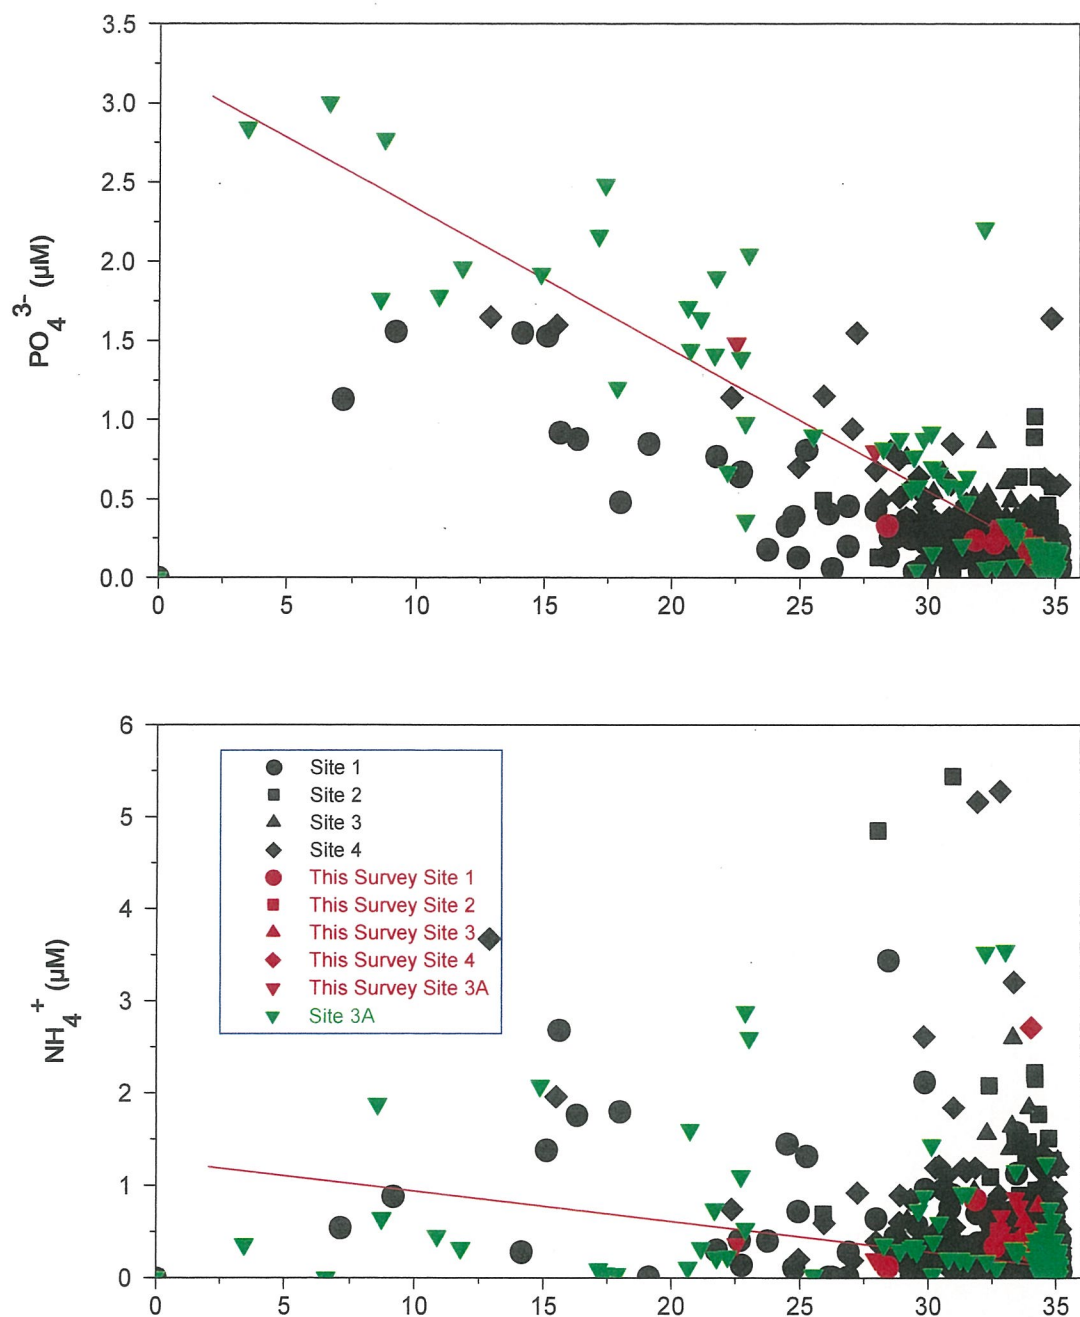 3.5
3.0
2.5
2.0
1.5
1.0
0.5
0.0
PO4 3- (µM)
0 5 10 15 20 25 30 35
6
5
4
3
2
1
0
NH4 + (µM)
Site 1
Site 2
Site 3
Site 4
This Survey Site 1
This Survey Site 2
This Survey Site 3
This Survey Site 4
This Survey Site 3A
Site 3A
0 5 10 15 20 25 30 35